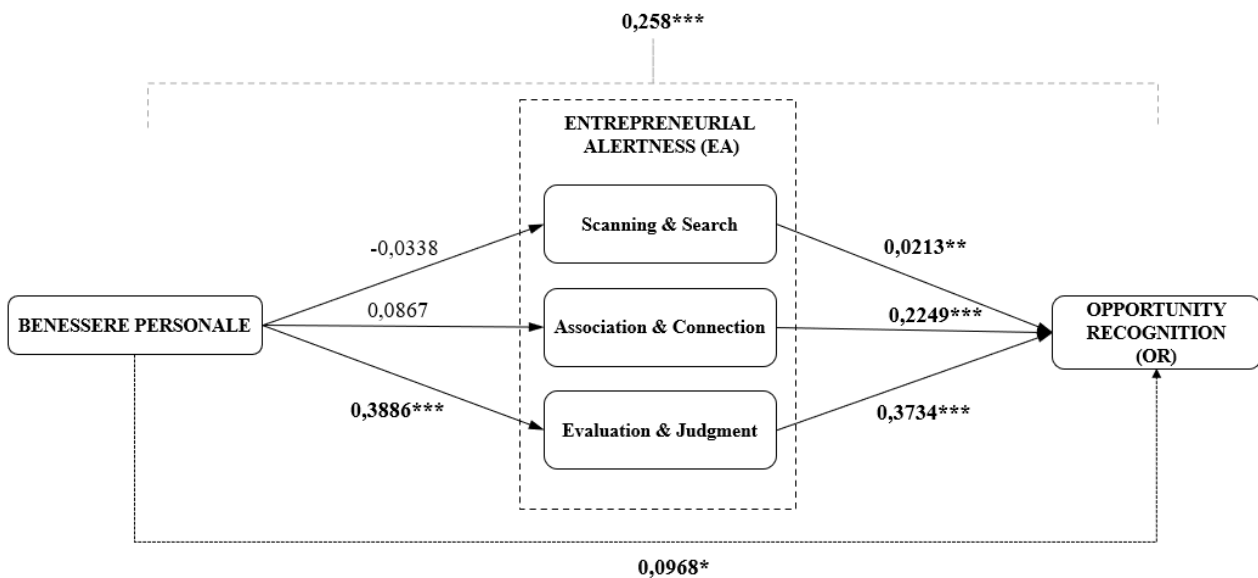 0,258***
ENTREPRENEURIAL
ALERTNESS (EA)
Scanning & Search
-0,0338
0,0213**
BENESSERE PERSONALE
0,0867
Association & Connection
0,2249***
OPPORTUNITY
RECOGNITION
(OR)
0,3886***
Evaluation & Judgment
0,3734***
0,0968*